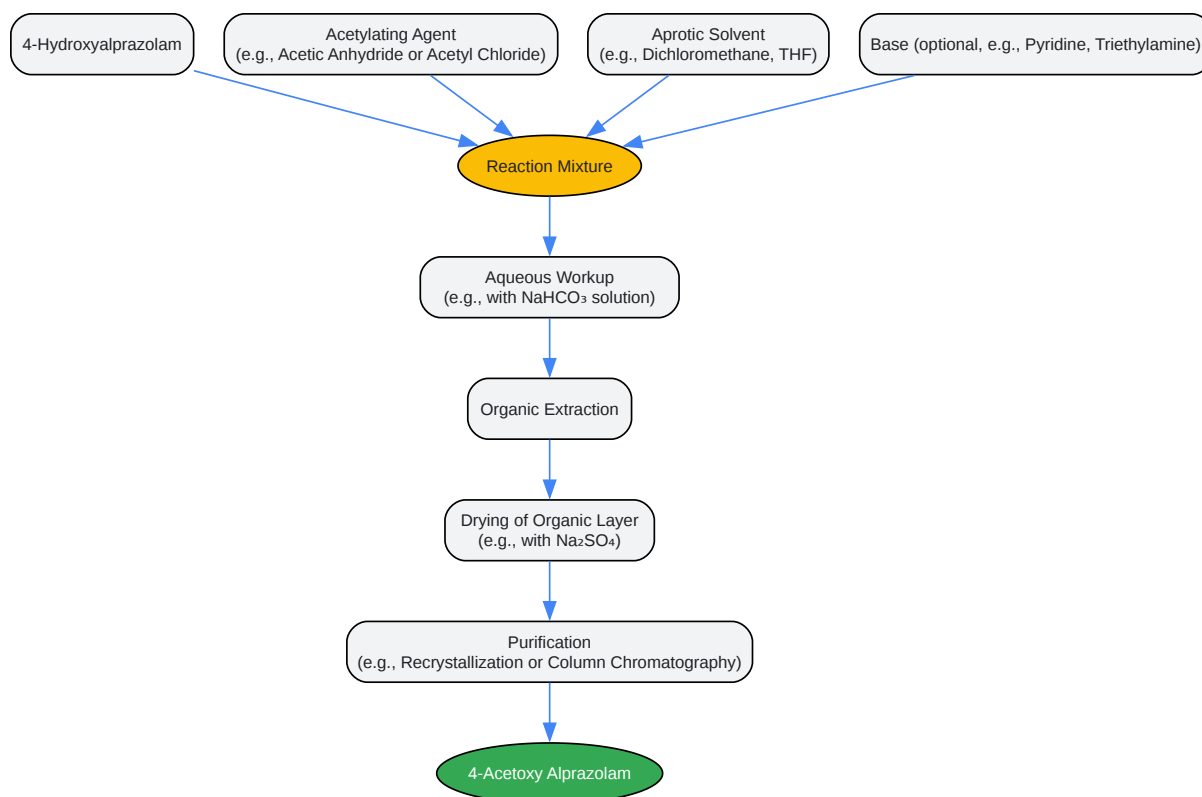 4-Hydroxyalprazolam
Acetylating Agent
(e.g., Acetic Anhydride or Acetyl Chloride)
Aprotic Solvent
(e.g., Dichloromethane, THF)
Base (optional, e.g., Pyridine, Triethylamine)
Reaction Mixture
Aqueous Workup
(e.g., with NaHCO₃ solution)
Organic Extraction
Drying of Organic Layer
(e.g., with Na₂SO₄)
Purification
(e.g., Recrystallization or Column Chromatography)
4-Acetoxy Alprazolam